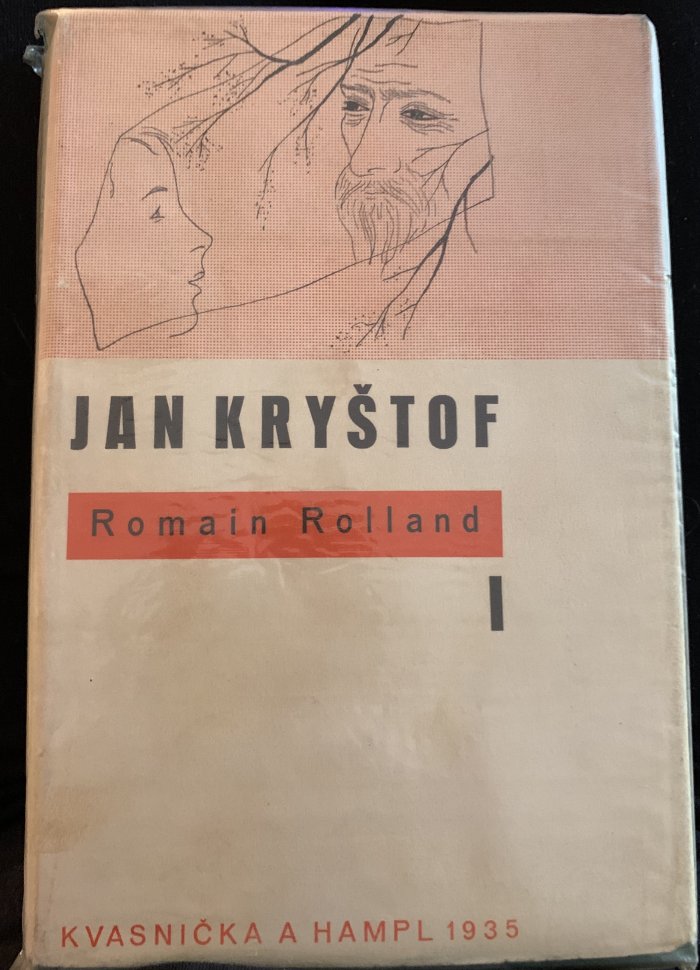 JAN KRYŠTOF
Romain Rolland
I
KVASNIČKA A HAMPL 1935